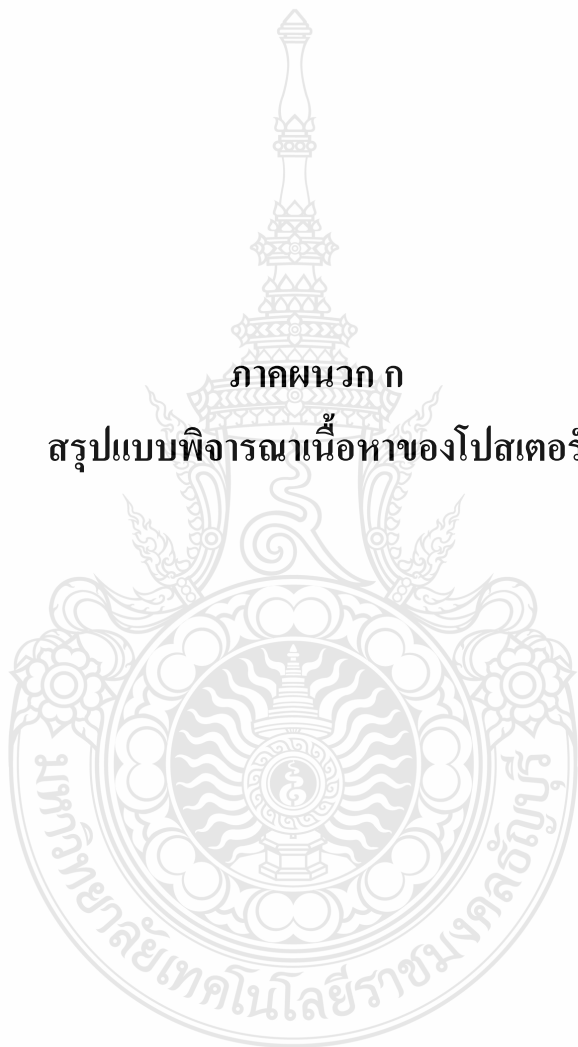 ภาคผนวก ก
สรุปแบบพิจารณาเนื้อหาของโปสเตอร์
มหาวิทยาลัยเทคโนโลยีราชมงคลธัญบุรี